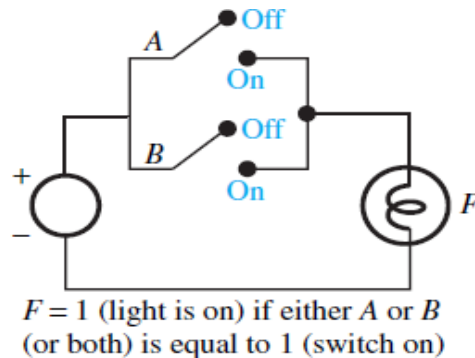 Off
A
On
Off
B
On
+
−
F
F = 1 (light is on) if either A or B
(or both) is equal to 1 (switch on)